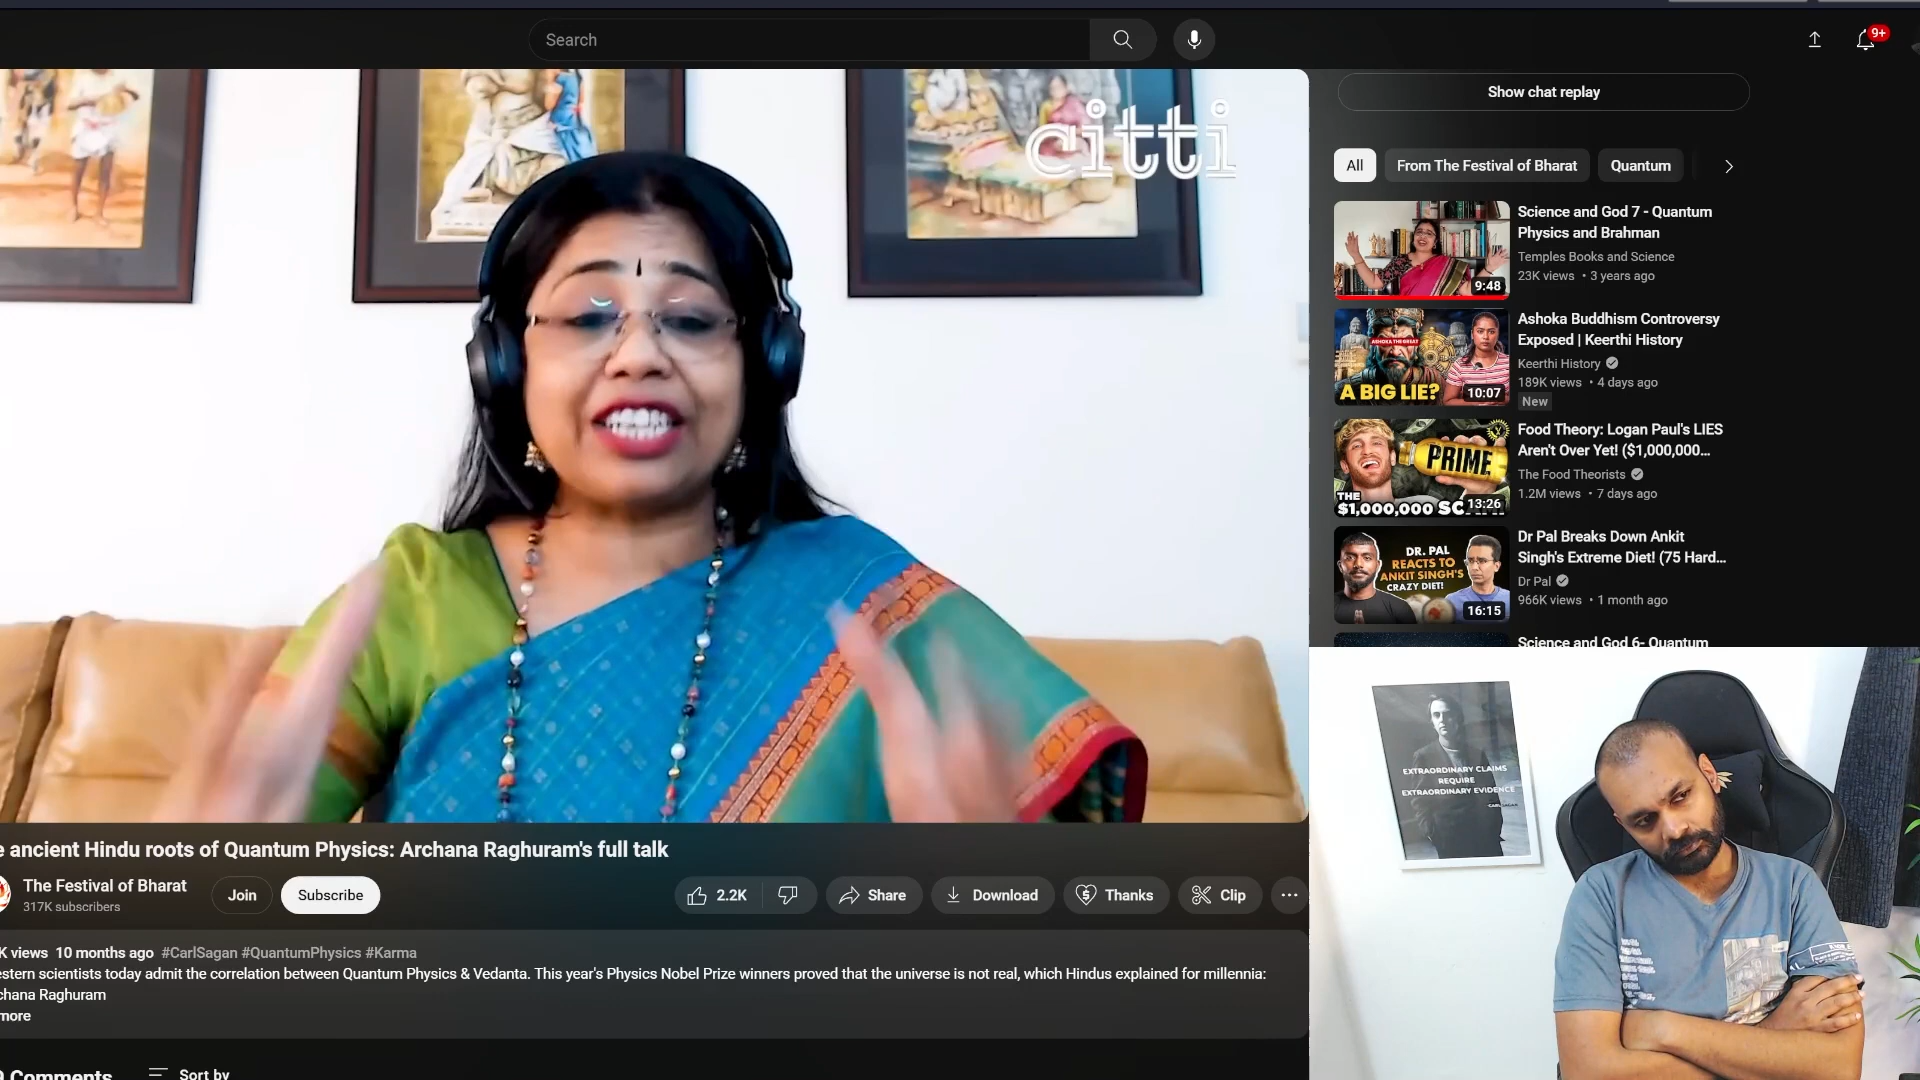 Search
9+
Show chat replay
citti
All
From The Festival of Bharat
Quantum
Science and God 7 - Quantum
Physics and Brahman
Temples Books and Science
23K views • 3 years ago
9:48
ASHOKA THE GREAT
A BIG LIE?
10:07
Ashoka Buddhism Controversy
Exposed | Keerthi History
Keerthi History
189K views • 4 days ago
New
PRIME
THE
$1,000,000
13:26
Food Theory: Logan Paul's LIES
Aren't Over Yet! ($1,000,000...
The Food Theorists
1.2M views • 7 days ago
DR. PAL
REACTS TO
ANKIT SINGH'S
CRAZY DIET!
16:15
Dr Pal Breaks Down Ankit
Singh's Extreme Diet! (75 Hard...
Dr Pal
966K views • 1 month ago
Science and God 6- Quantum
EXTRAORDINARY CLAIMS
REQUIRE
EXTRAORDINARY EVIDENCE
CARL SAGAN
e ancient Hindu roots of Quantum Physics: Archana Raghuram's full talk
The Festival of Bharat
317K subscribers
Join
Subscribe
2.2K
Share
Download
Thanks
Clip
K views 10 months ago #CarlSagan #QuantumPhysics #Karma
estern scientists today admit the correlation between Quantum Physics & Vedanta. This year's Physics Nobel Prize winners proved that the universe is not real, which Hindus explained for millennia:
chana Raghuram
more
Comments
Sort by